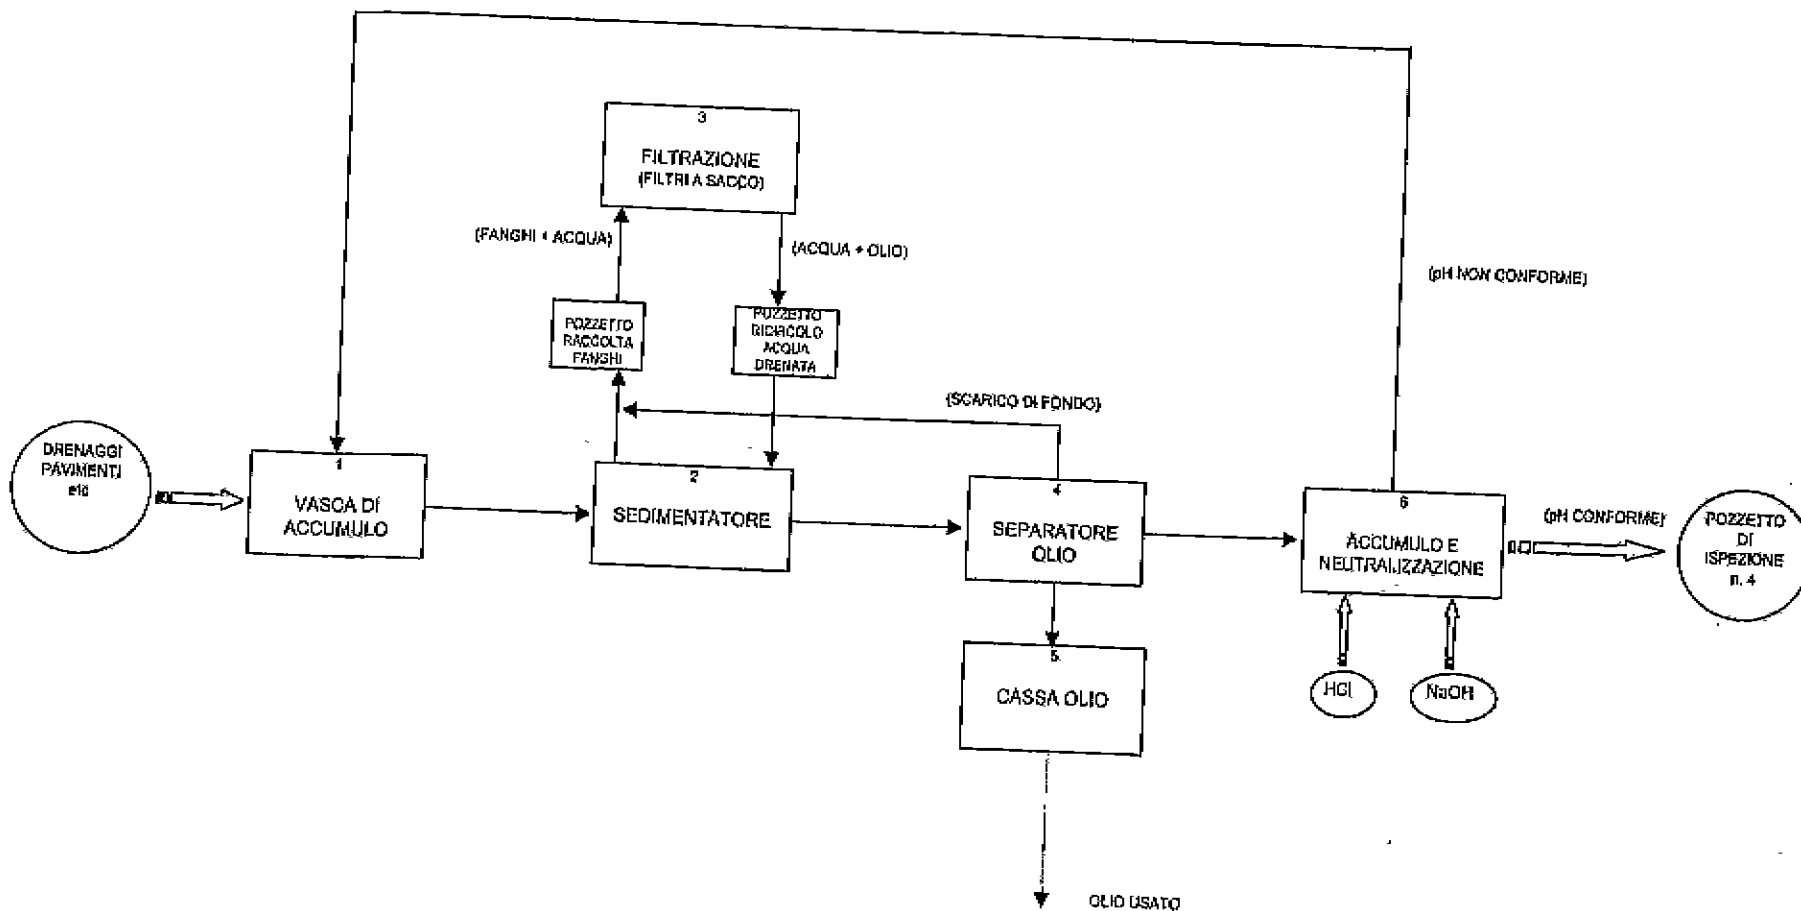 3
FILTRAZIONE
(FILTRI A SACCO)
(FANGHI + ACQUA)
(ACQUA + OLIO)
(pH NON CONFORME)
POZZETTO
RACCOLTA
FANGHI
POZZETTO
RICIRCOLO
ACQUA
DRENATA
(SCARICO DI FONDO)
DRENAGGI
PAVIMENTI
etc
1
VASCA DI
ACCUMULO
2
SEDIMENTATORE
4
SEPARATORE
OLIO
6
ACCUMULO E
NEUTRALIZZAZIONE
(pH CONFORME)
POZZETTO
DI
ISPEZIONE
n. 4
5
CASSA OLIO
HCl
NaOH
OLIO USATO